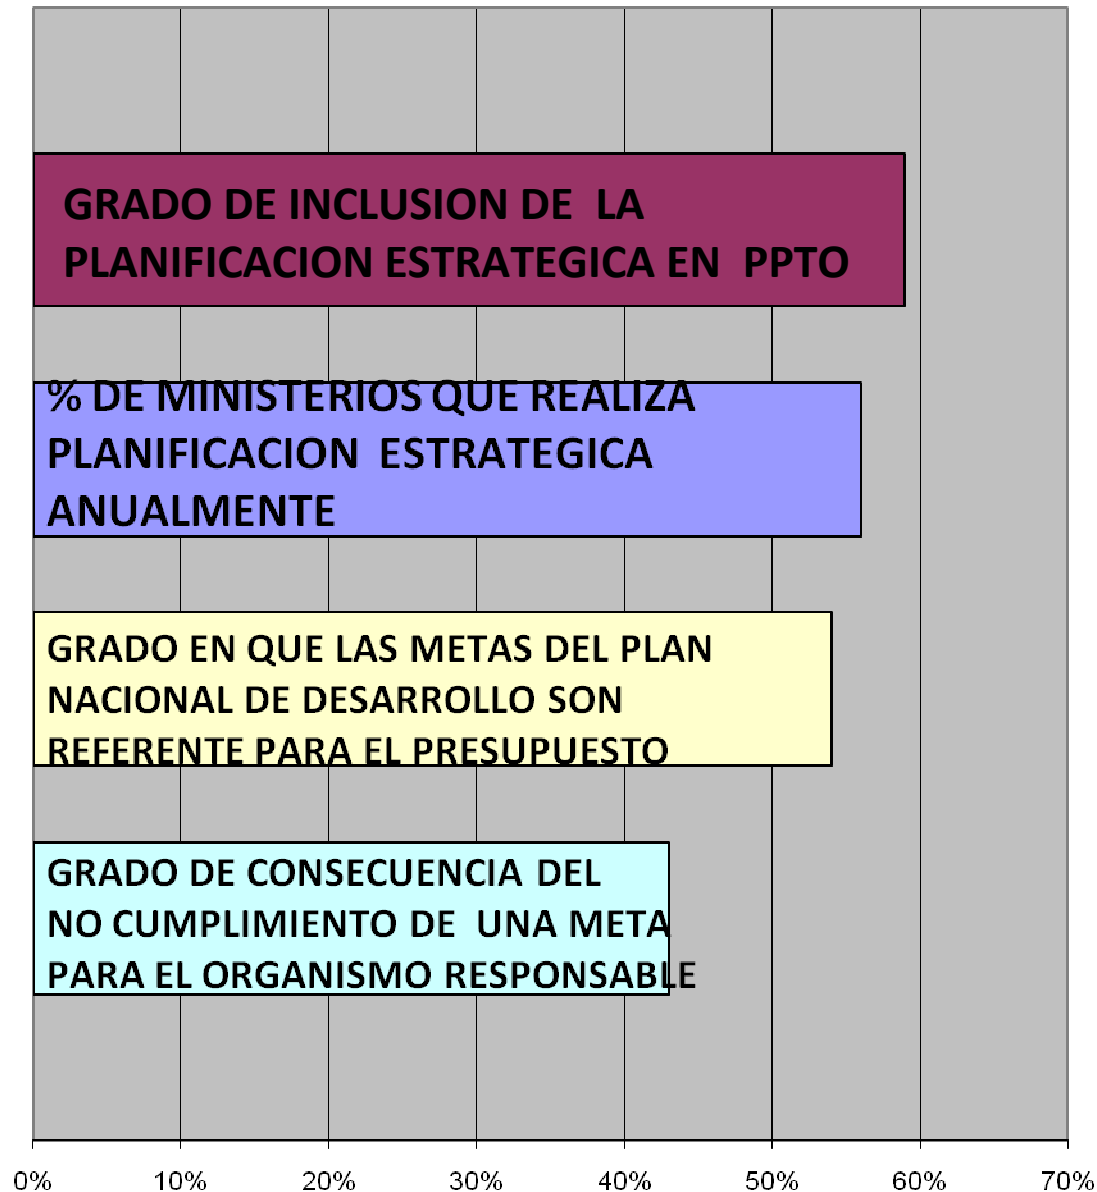 GRADO DE INCLUSION DE LA
PLANIFICACION ESTRATEGICA EN PPTO
% DE MINISTERIOS QUE REALIZA
PLANIFICACION ESTRATEGICA
ANUALMENTE
GRADO EN QUE LAS METAS DEL PLAN
NACIONAL DE DESARROLLO SON
REFERENTE PARA EL PRESUPUESTO
GRADO DE CONSECUENCIA DEL
NO CUMPLIMIENTO DE UNA META
PARA EL ORGANISMO RESPONSABLE
0% 10% 20% 30% 40% 50% 60% 70%